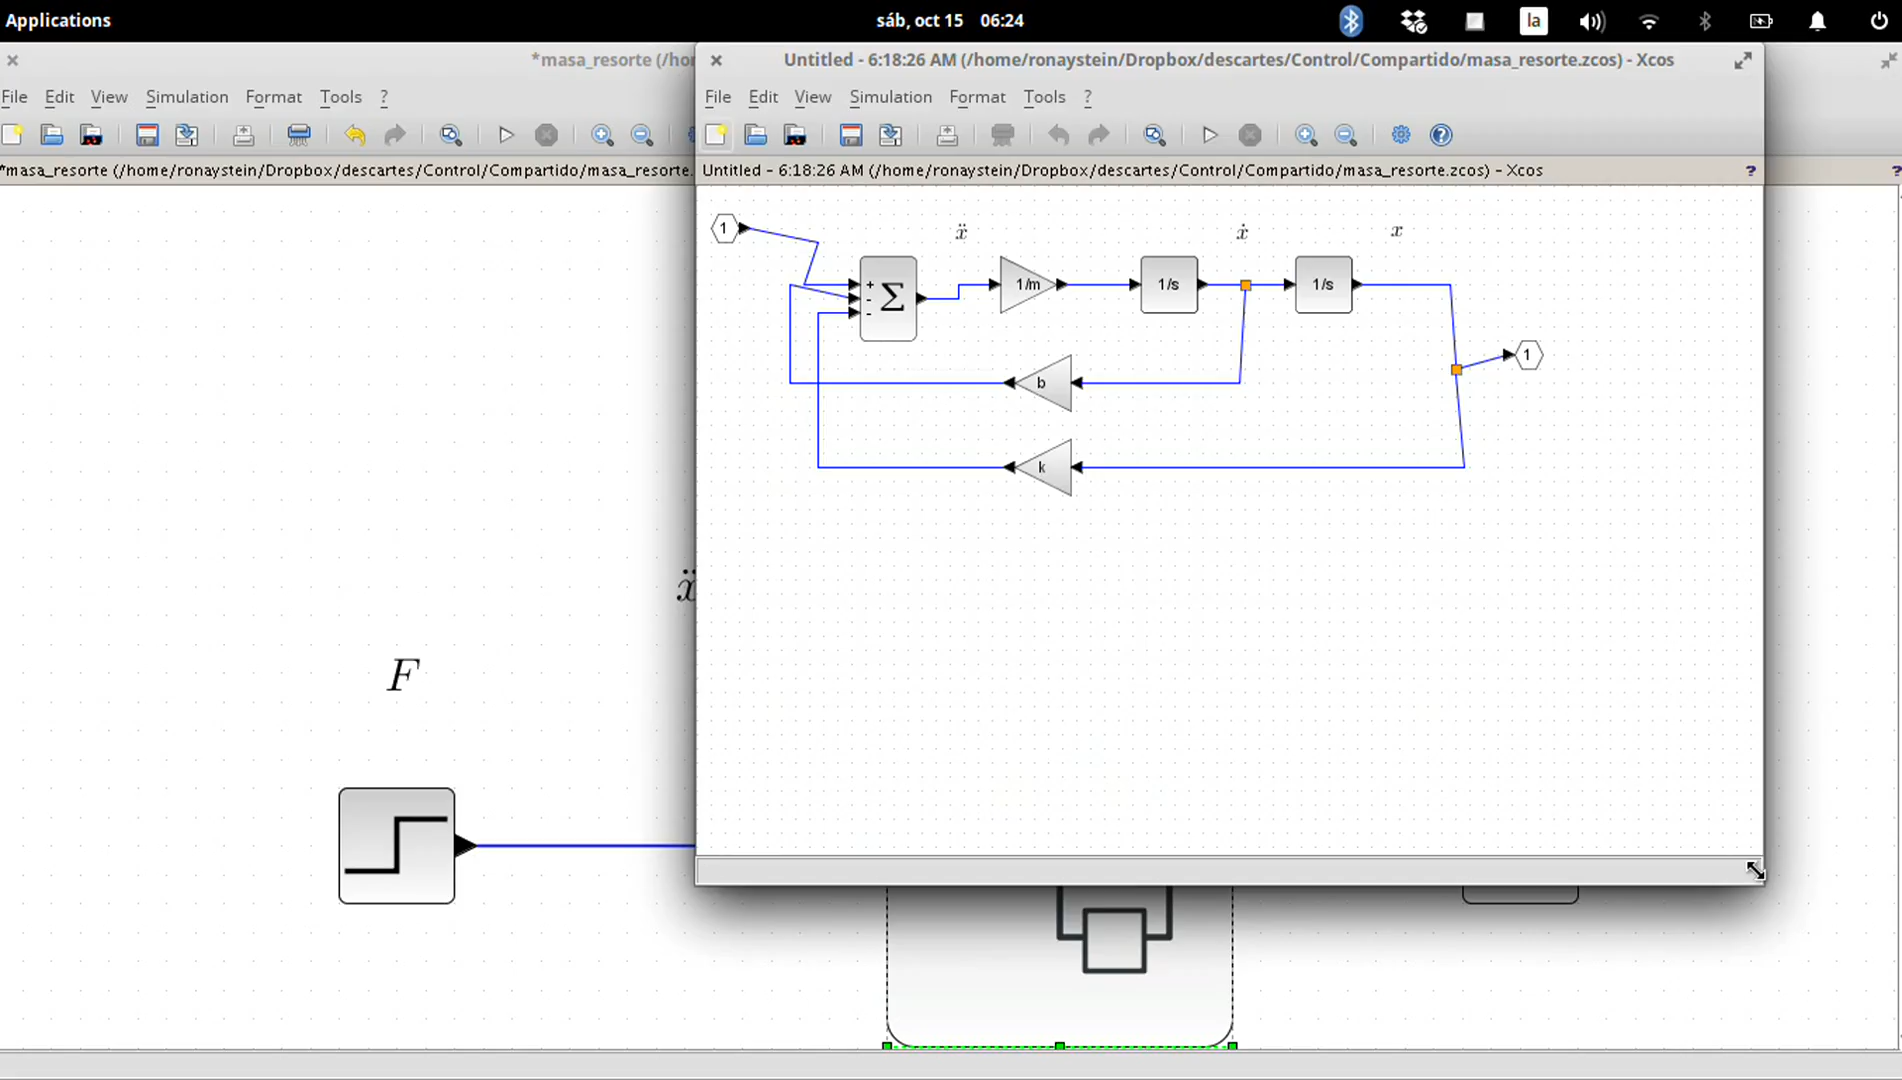 Applications
sáb, oct 15 06:24
la
*masa_resorte (/hor
File Edit View Simulation Format Tools ?
*masa_resorte (/home/ronaystein/Dropbox/descartes/Control/Compartido/masa_resorte.
?
Untitled - 6:18:26 AM (/home/ronaystein/Dropbox/descartes/Control/Compartido/masa_resorte.zcos) - Xcos
File Edit View Simulation Format Tools ?
Untitled - 6:18:26 AM (/home/ronaystein/Dropbox/descartes/Control/Compartido/masa_resorte.zcos) - Xcos
?
1
ẍ ẋ x
+ - - Σ 1/m 1/s 1/s
1
b
k
ẍ
F